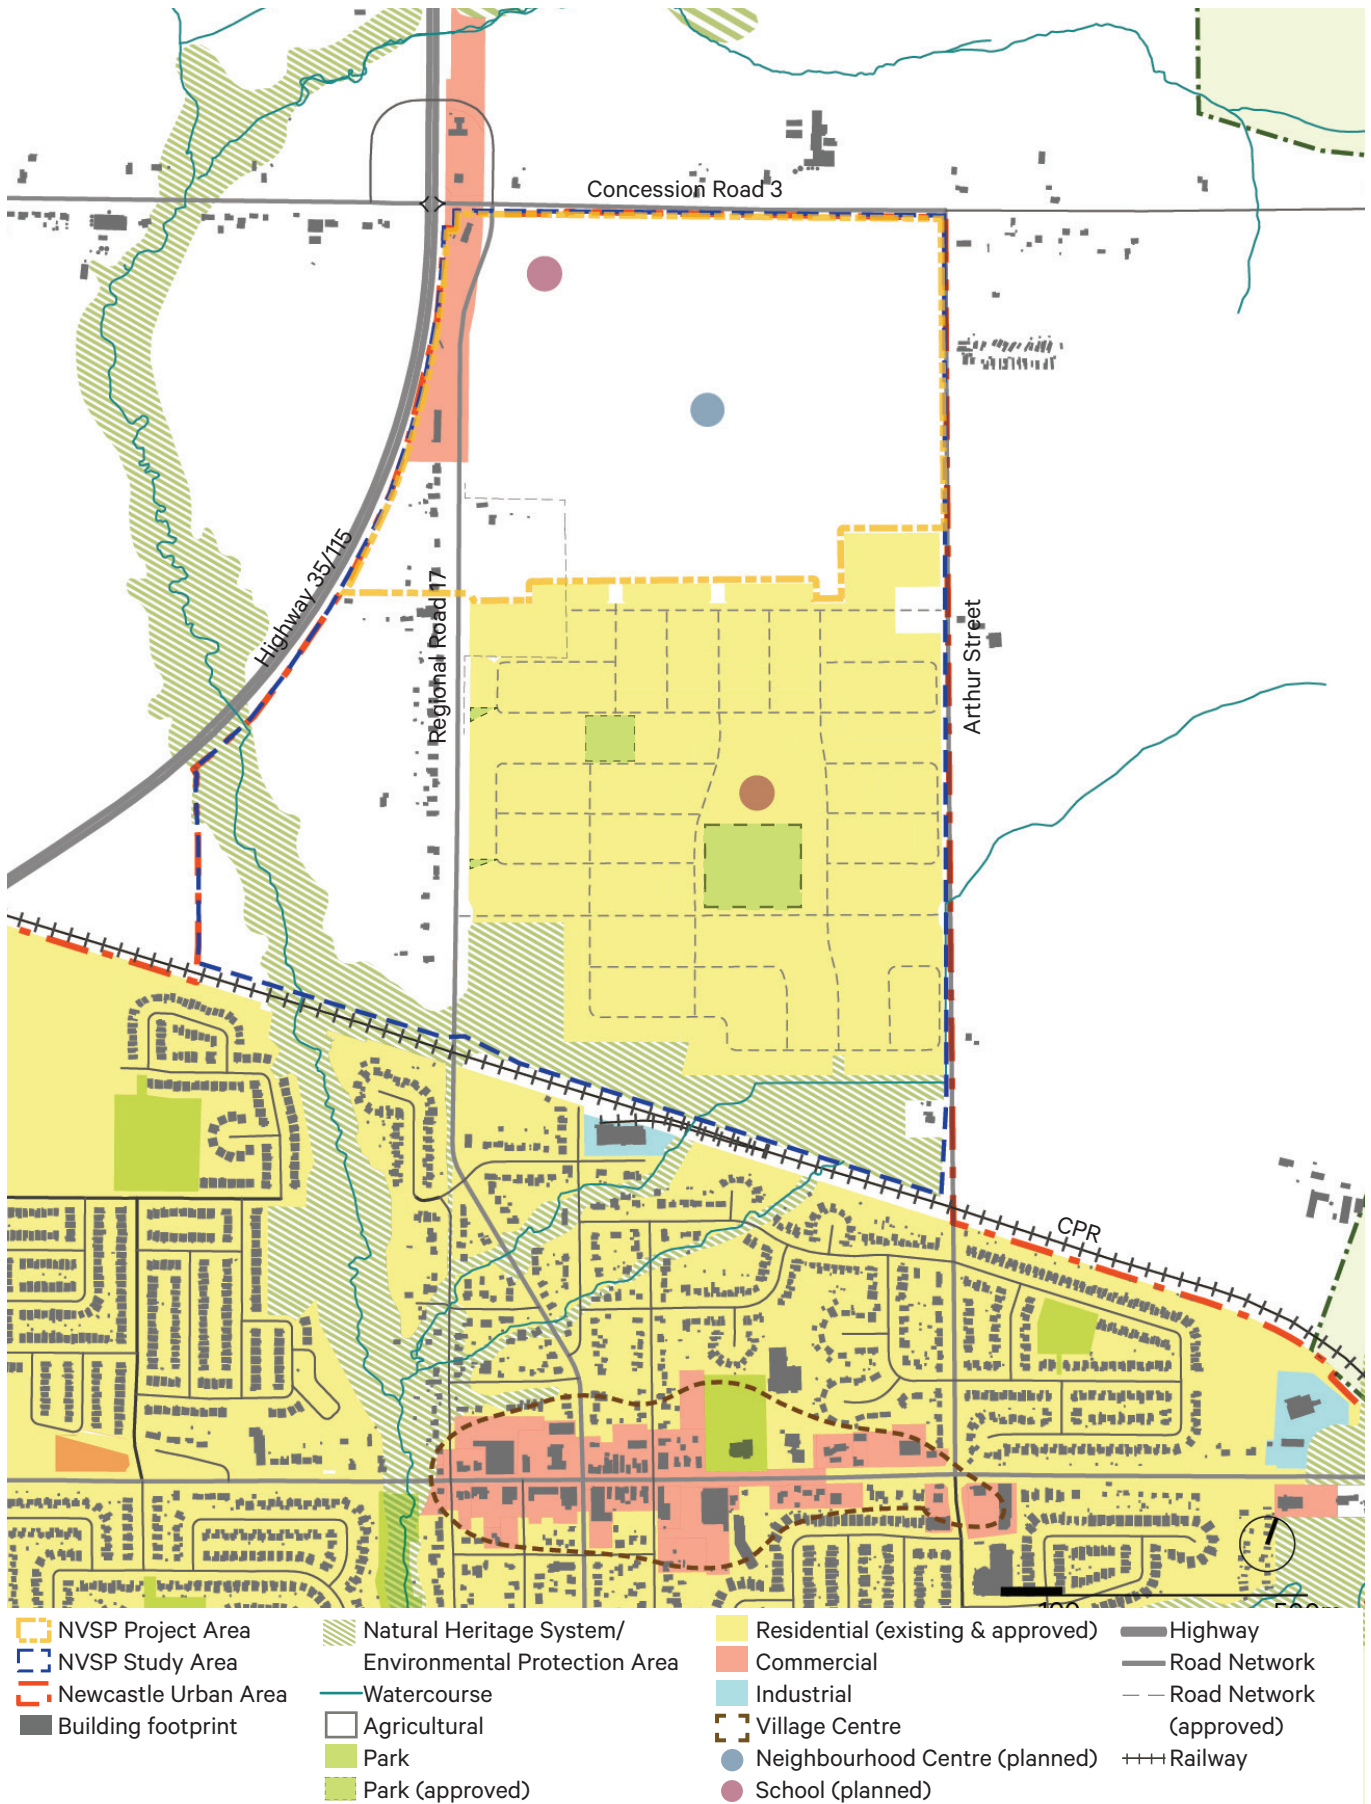 Concession Road 3
Highway 35/115
Regional Road 17
Arthur Street
CPR
NVSP Project Area
NVSP Study Area
Newcastle Urban Area
Building footprint
Natural Heritage System/
Environmental Protection Area
Watercourse
Agricultural
Park
Park (approved)
Residential (existing & approved)
Commercial
Industrial
Village Centre
Neighbourhood Centre (planned)
School (planned)
Highway
Road Network
Road Network
(approved)
Railway